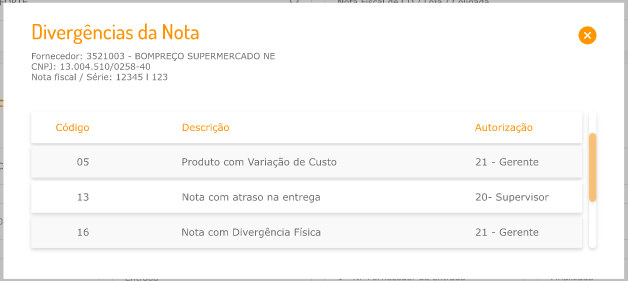 Divergências da Nota
Fornecedor: 3521003 - BOMPREÇO SUPERMERCADO NE
CNPJ: 13.004.510/0258-40
Nota fiscal / Série: 12345 l 123
Código Descrição Autorização
05 Produto com Variação de Custo 21 - Gerente
13 Nota com atraso na entrega 20- Supervisor
16 Nota com Divergência Física 21 - Gerente